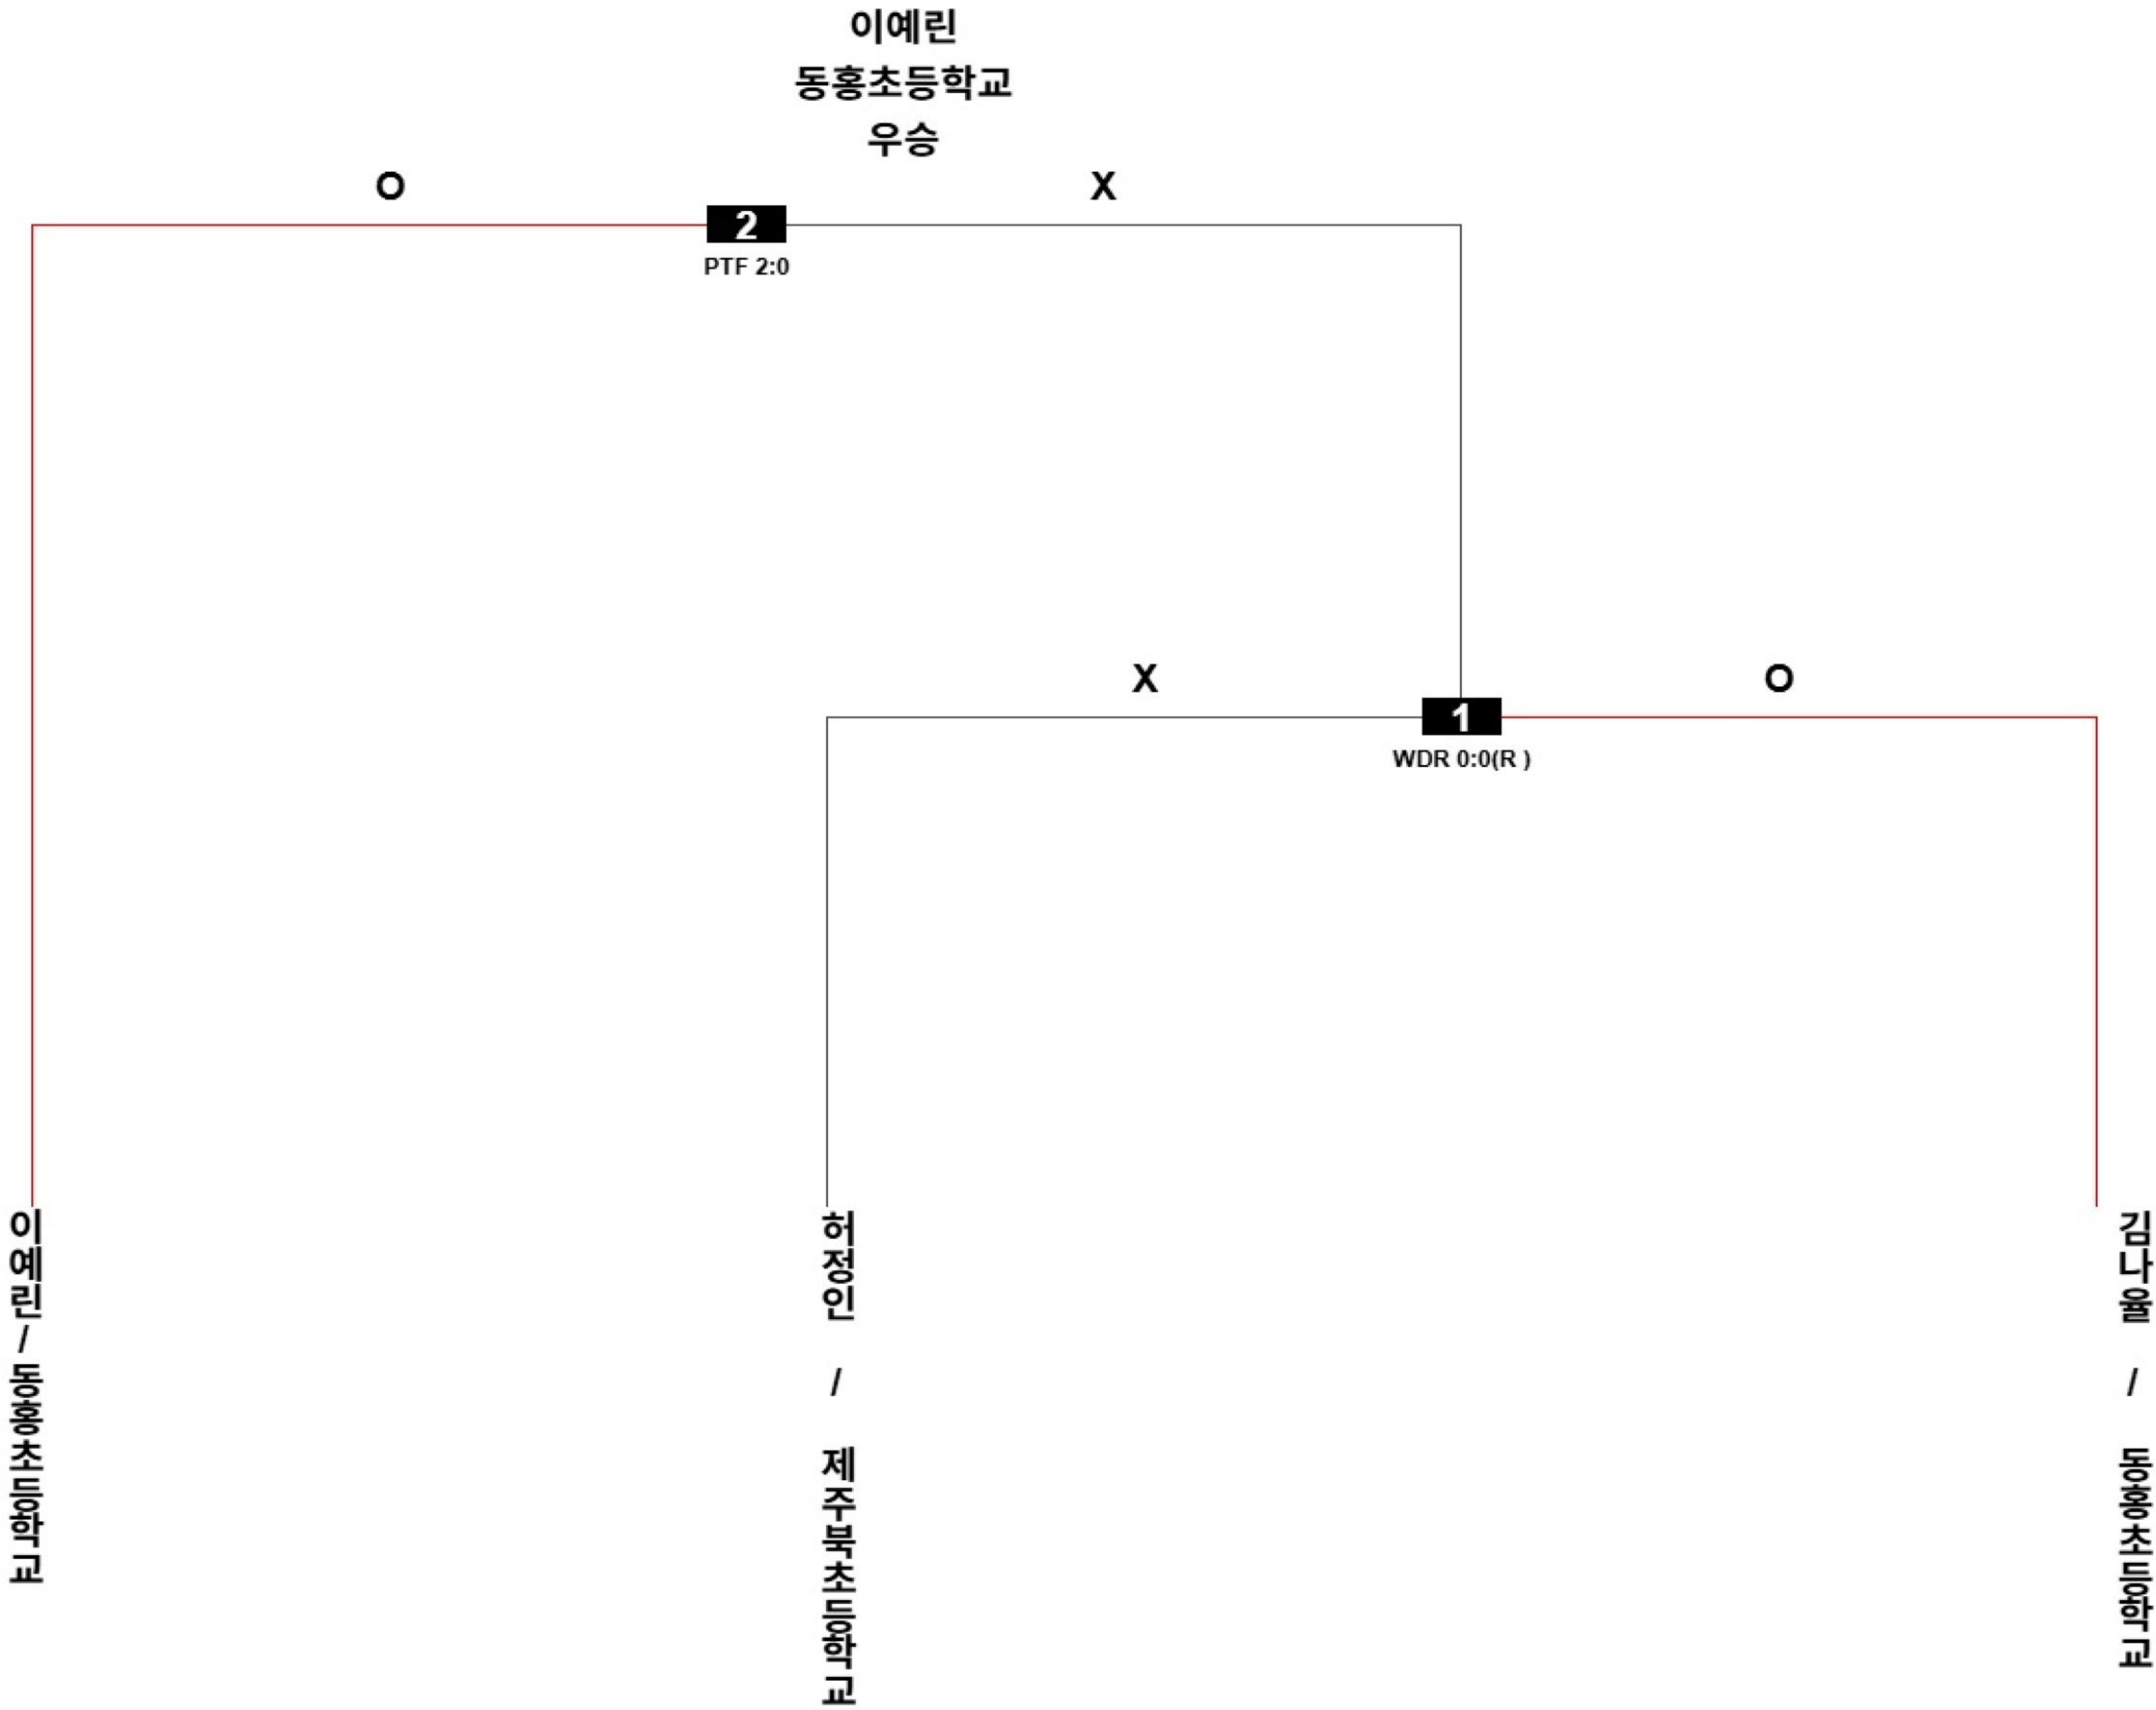 이예린
동홍초등학교
우승
O
X
2
PTF 2:0
X
O
1
WDR 0:0(R )
이예린/동홍초등학교
허정인 / 제주북초등학교
김나율 / 동홍초등학교